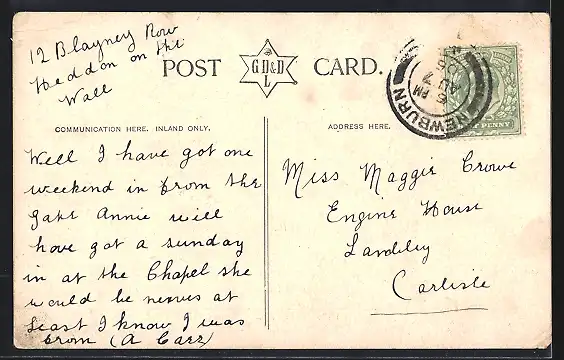 12 Blayney Row
Heddon on the
Wall
POST CARD.
G D & D
L
NEWBURN
PM
AU
COMMUNICATION HERE. INLAND ONLY.
ADDRESS HERE.
Well I have got one
weekend in from the
Annie will
have got a sunday
in at the Chapel she
would be nerves at
least I know I was
from (A Carr)
Miss Maggie Crowe
Engine House
Carlisle